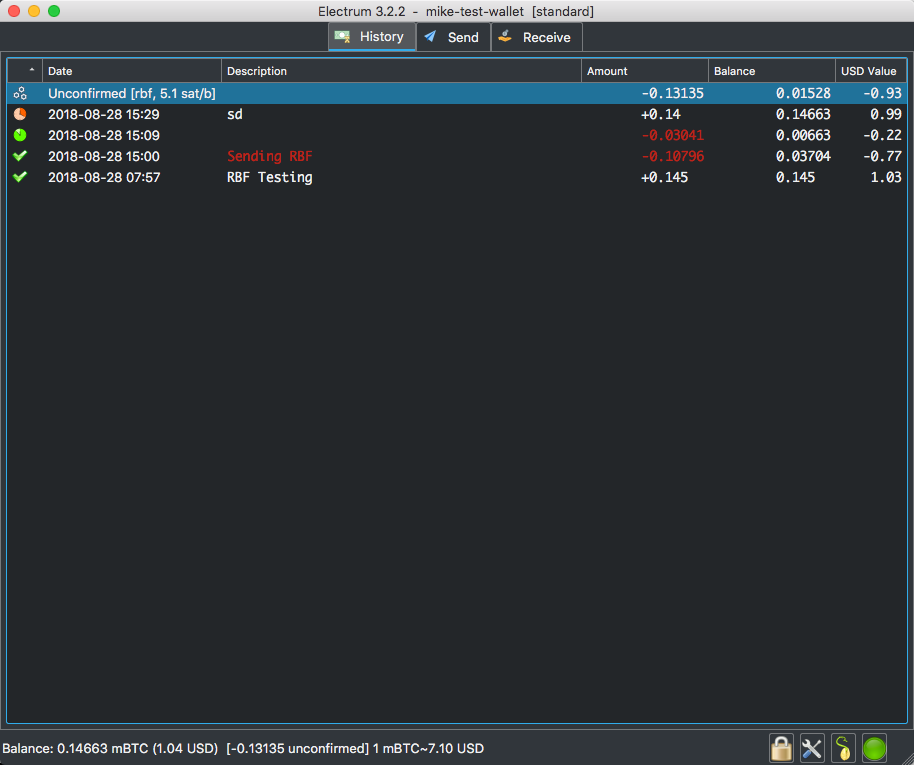 Electrum 3.2.2 - mike-test-wallet [standard]
History Send Receive
Date Description Amount Balance USD Value
Unconfirmed [rbf, 5.1 sat/b] -0.13135 0.01528 -0.93
2018-08-28 15:29 sd +0.14 0.14663 0.99
2018-08-28 15:09 -0.03041 0.00663 -0.22
2018-08-28 15:00 Sending RBF -0.10796 0.03704 -0.77
2018-08-28 07:57 RBF Testing +0.145 0.145 1.03
Balance: 0.14663 mBTC (1.04 USD) [-0.13135 unconfirmed] 1 mBTC~7.10 USD